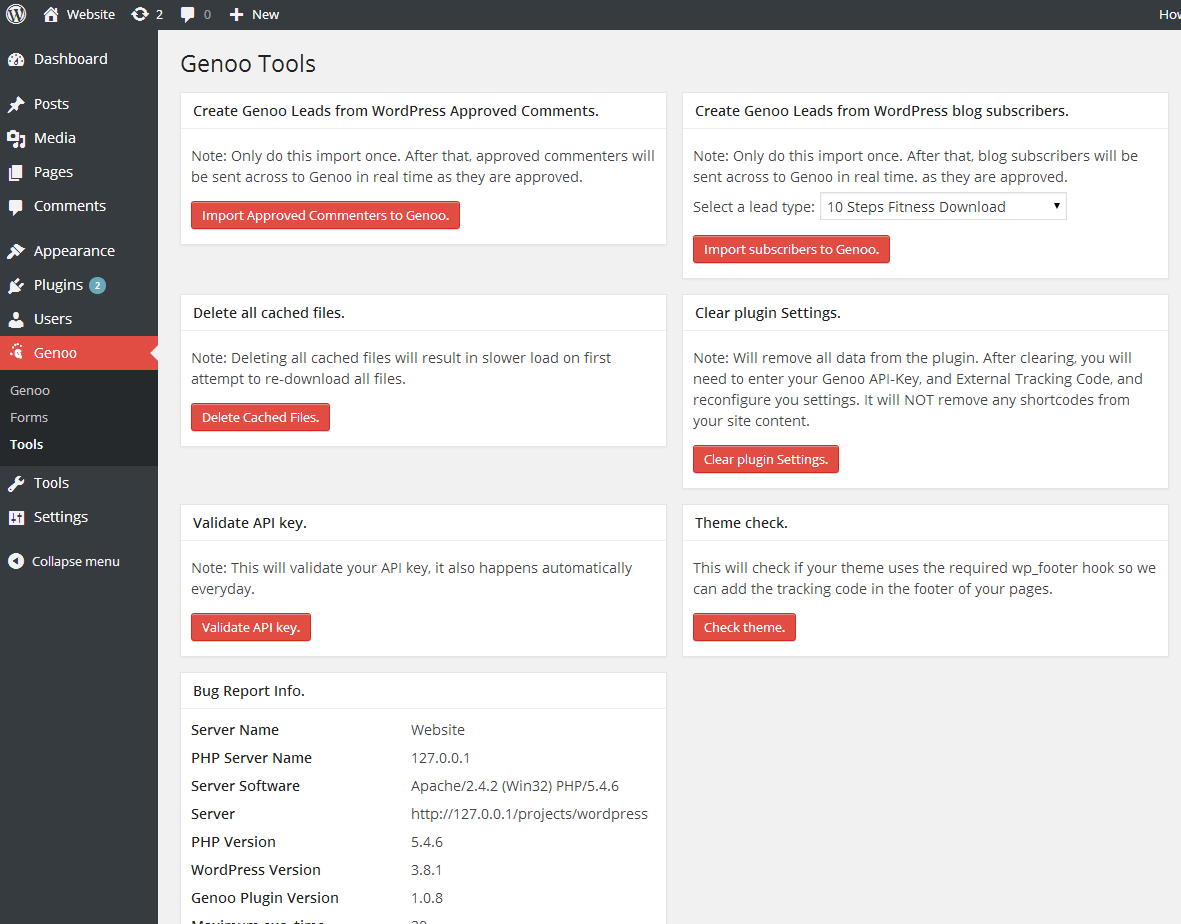 Website 2 0 New
How
Dashboard
Posts
Media
Pages
Comments
Appearance
Plugins 2
Users
Genoo
Genoo
Forms
Tools
Tools
Settings
Collapse menu
Genoo Tools
Create Genoo Leads from WordPress Approved Comments.
Note: Only do this import once. After that, approved commenters will
be sent across to Genoo in real time as they are approved.
Import Approved Commenters to Genoo.
Create Genoo Leads from WordPress blog subscribers.
Note: Only do this import once. After that, blog subscribers will be
sent across to Genoo in real time. as they are approved.
Select a lead type: 10 Steps Fitness Download
Import subscribers to Genoo.
Delete all cached files.
Note: Deleting all cached files will result in slower load on first
attempt to re-download all files.
Delete Cached Files.
Clear plugin Settings.
Note: Will remove all data from the plugin. After clearing, you will
need to enter your Genoo API-Key, and External Tracking Code, and
reconfigure you settings. It will NOT remove any shortcodes from
your site content.
Clear plugin Settings.
Validate API key.
Note: This will validate your API key, it also happens automatically
everyday.
Validate API key.
Theme check.
This will check if your theme uses the required wp_footer hook so we
can add the tracking code in the footer of your pages.
Check theme.
Bug Report Info.
Server Name Website
PHP Server Name 127.0.0.1
Server Software Apache/2.4.2 (Win32) PHP/5.4.6
Server http://127.0.0.1/projects/wordpress
PHP Version 5.4.6
WordPress Version 3.8.1
Genoo Plugin Version 1.0.8